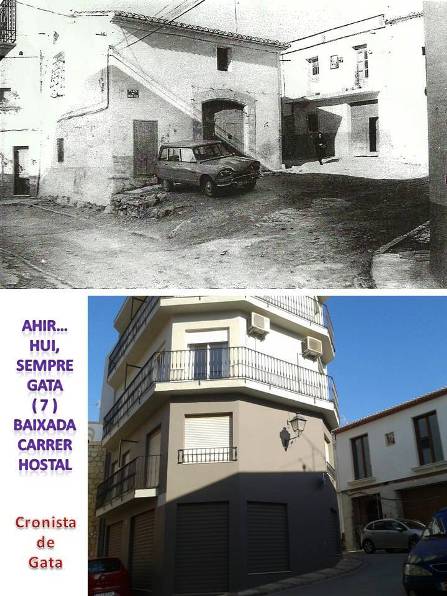 AHIR...
HUI,
SEMPRE
GATA
( 7 )
BAIXADA
CARRER
HOSTAL
Cronista
de
Gata